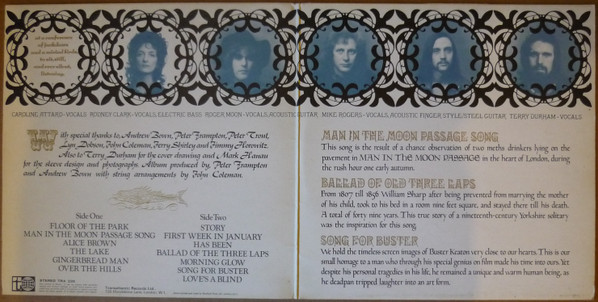 CAROLINE ATTARD-VOCALS RODNEY CLARK-VOCALS, ELECTRIC BASS ROGER MOON-VOCALS, ACOUSTIC GUITAR MIKE ROGERS-VOCALS, ACOUSTIC FINGER STYLE/STEEL GUITAR TERRY DURHAM-VOCALS
With special thanks to Andrew Bown, Peter Frampton, Peter Trout,
Lyn Dobson, John Coleman, Perry Shirley and Jimmy Horowitz.
Also to Terry Durham for the cover drawing and Mark Hanau
for the sleeve design and photographs. Album produced by Peter Frampton
and Andrew Bown with string arrangements by John Coleman.
Side One
FLOOR OF THE PARK
MAN IN THE MOON PASSAGE SONG
ALICE BROWN
THE LAKE
GINGERBREAD MAN
OVER THE HILLS
Side Two
STORY
FIRST WEEK IN JANUARY
HAS BEEN
BALLAD OF THE THREE LAPS
MORNING GLOW
SONG FOR BUSTER
LOVE'S A BLIND
Transatlantic Records Ltd.
MAN IN THE MOON PASSAGE SONG
This song is the result of a chance observation of two meths drinkers lying on the
pavement in MAN IN THE MOON PASSAGE in the heart of London, during
the rush hour one early autumn.
BALLAD OF OLD THREE LAPS
From 1807 till 1856 William Sharp after being prevented from marrying the mother
of his child, took to his bed in a room nine feet square, and stayed there till his death.
A total of forty nine years. This true story of a nineteenth-century Yorkshire solitary
was the inspiration for this song.
SONG FOR BUSTER
We hold the timeless-screen images of Buster Keaton very close to our hearts. This is our
small homage to a man who through his special genius on film made his time into ours. Yet
despite his personal tragedies in his life, he remained a unique and warm human being, as
he deadpan tripped laughter into an art form.